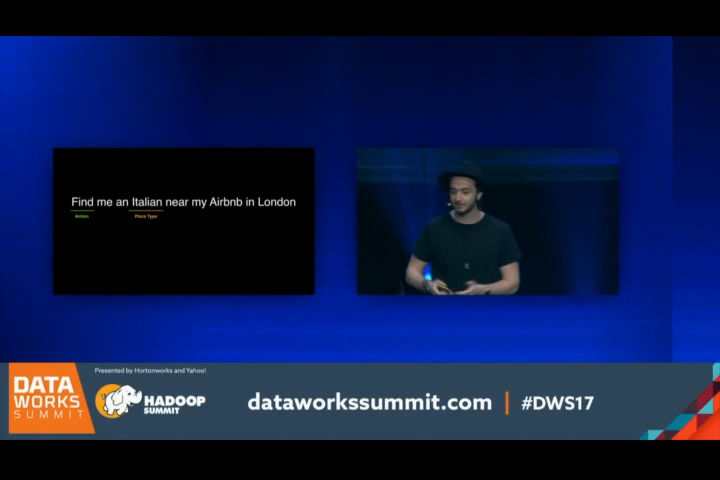 Find me an Italian near my Airbnb in London
Action Place Type
Presented by Hortonworks and Yahoo!
DATA
WORKS
SUMMIT
HADOOP
SUMMIT
dataworkssummit.com
#DWS17